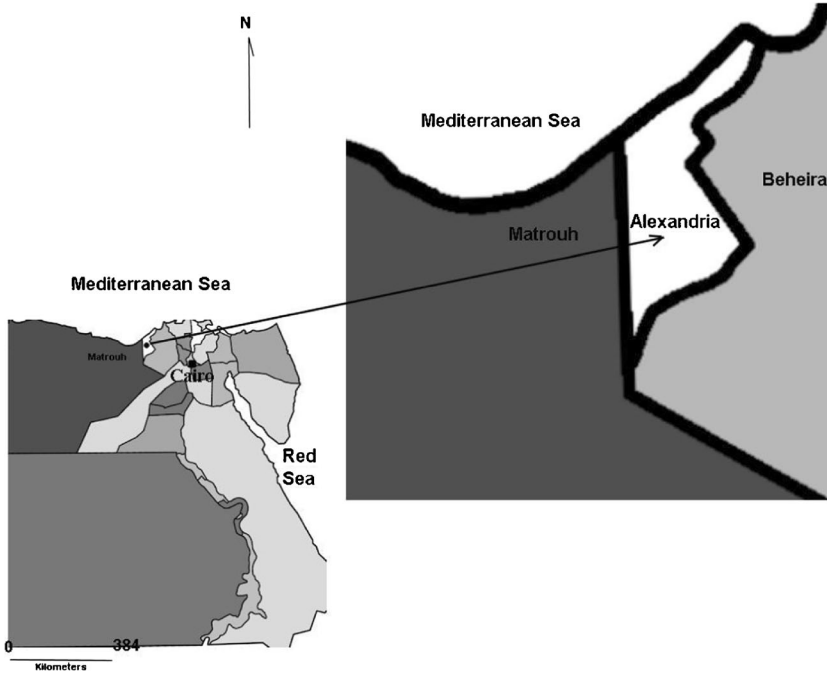 N
Mediterranean Sea
Beheira
Alexandria
Matrouh
Mediterranean Sea
Matrouh
Cairo
Red
Sea
0 384
Kilometers